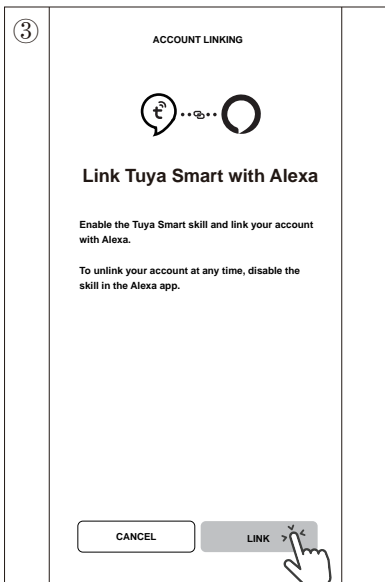 ③
ACCOUNT LINKING
Link Tuya Smart with Alexa
Enable the Tuya Smart skill and link your account
with Alexa.
To unlink your account at any time, disable the
skill in the Alexa app.
CANCEL
LINK